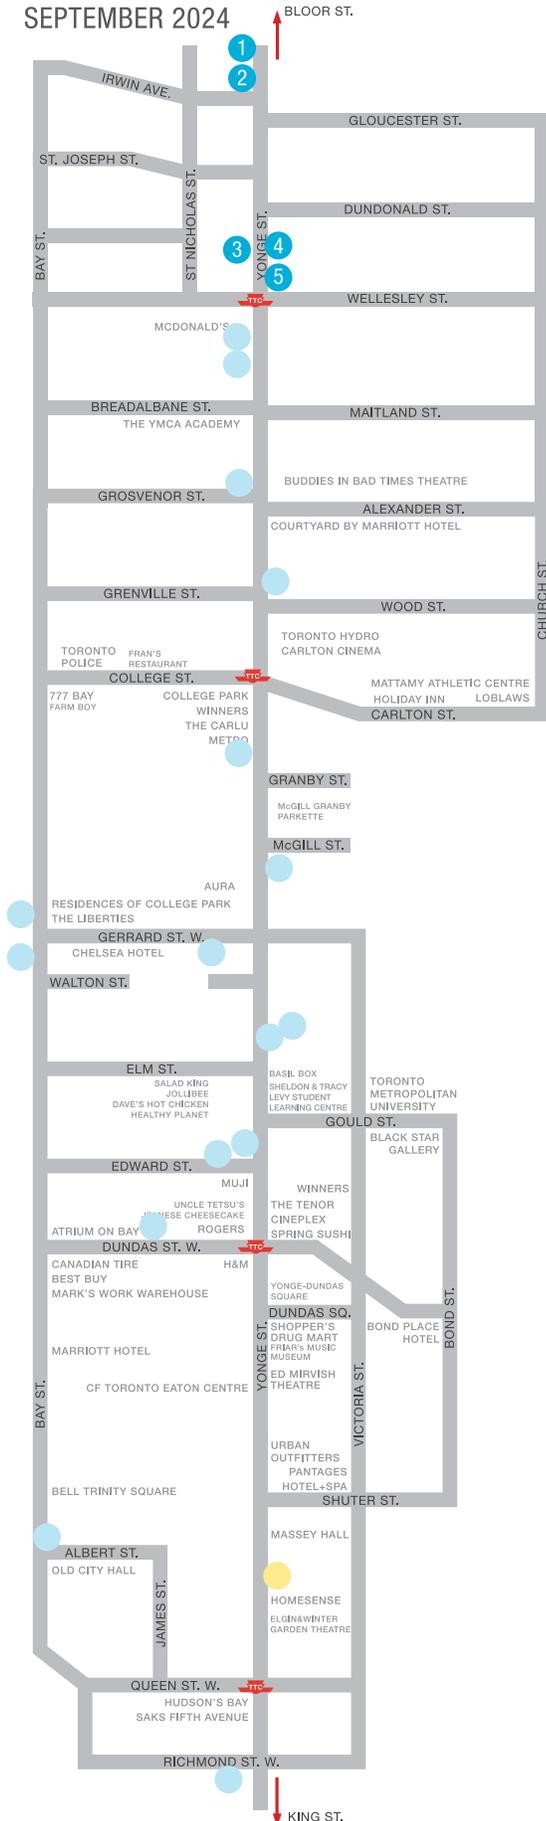 SEPTEMBER 2024
BLOOR ST.
1
2
IRWIN AVE.
GLOUCESTER ST.
ST. JOSEPH ST.
ST NICHOLAS ST.
DUNDONALD ST.
BAY ST.
YONGE ST.
3
4
5
TTC
WELLESLEY ST.
MCDONALD'S
BREADALBANE ST.
MAITLAND ST.
THE YMCA ACADEMY
BUDDIES IN BAD TIMES THEATRE
GROSVENOR ST.
ALEXANDER ST.
COURTYARD BY MARRIOTT HOTEL
CHURCH ST.
GRENVILLE ST.
WOOD ST.
TORONTO
POLICE
FRAN'S
RESTAURANT
TORONTO HYDRO
CARLTON CINEMA
COLLEGE ST.
TTC
MATTAMY ATHLETIC CENTRE
HOLIDAY INN
LOBLAWS
CARLTON ST.
777 BAY
FARM BOY
COLLEGE PARK
WINNERS
THE CARLU
METRO
GRANBY ST.
McGILL GRANBY
PARKETTE
McGILL ST.
AURA
RESIDENCES OF COLLEGE PARK
THE LIBERTIES
GERRARD ST. W.
CHELSEA HOTEL
WALTON ST.
ELM ST.
SALAD KING
JOLLIBEE
DAVE'S HOT CHICKEN
HEALTHY PLANET
BASIL BOX
SHELDON & TRACY
LEVY STUDENT
LEARNING CENTRE
TORONTO
METROPOLITAN
UNIVERSITY
GOULD ST.
BLACK STAR
GALLERY
EDWARD ST.
MUJI
UNCLE TETSU'S
NESE CHEESECAKE
ROGERS
ATRIUM ON BAY
WINNERS
THE TENOR
CINEPLEX
SPRING SUSHI
DUNDAS ST. W.
TTC
CANADIAN TIRE
H&M
BEST BUY
MARK'S WORK WAREHOUSE
YONGE-DUNDAS
SQUARE
DUNDAS SQ.
BOND ST.
SHOPPER'S
DRUG MART
FRIAR's MUSIC
MUSEUM
BOND PLACE
HOTEL
MARRIOTT HOTEL
YONGE ST.
ED MIRVISH
THEATRE
CF TORONTO EATON CENTRE
BAY ST.
VICTORIA ST.
URBAN
OUTFITTERS
PANTAGES
HOTEL+SPA
BELL TRINITY SQUARE
SHUTER ST.
MASSEY HALL
ALBERT ST.
OLD CITY HALL
JAMES ST.
HOMESENSE
ELGIN&WINTER
GARDEN THEATRE
QUEEN ST. W.
TTC
HUDSON'S BAY
SAKS FIFTH AVENUE
RICHMOND ST. W.
KING ST.